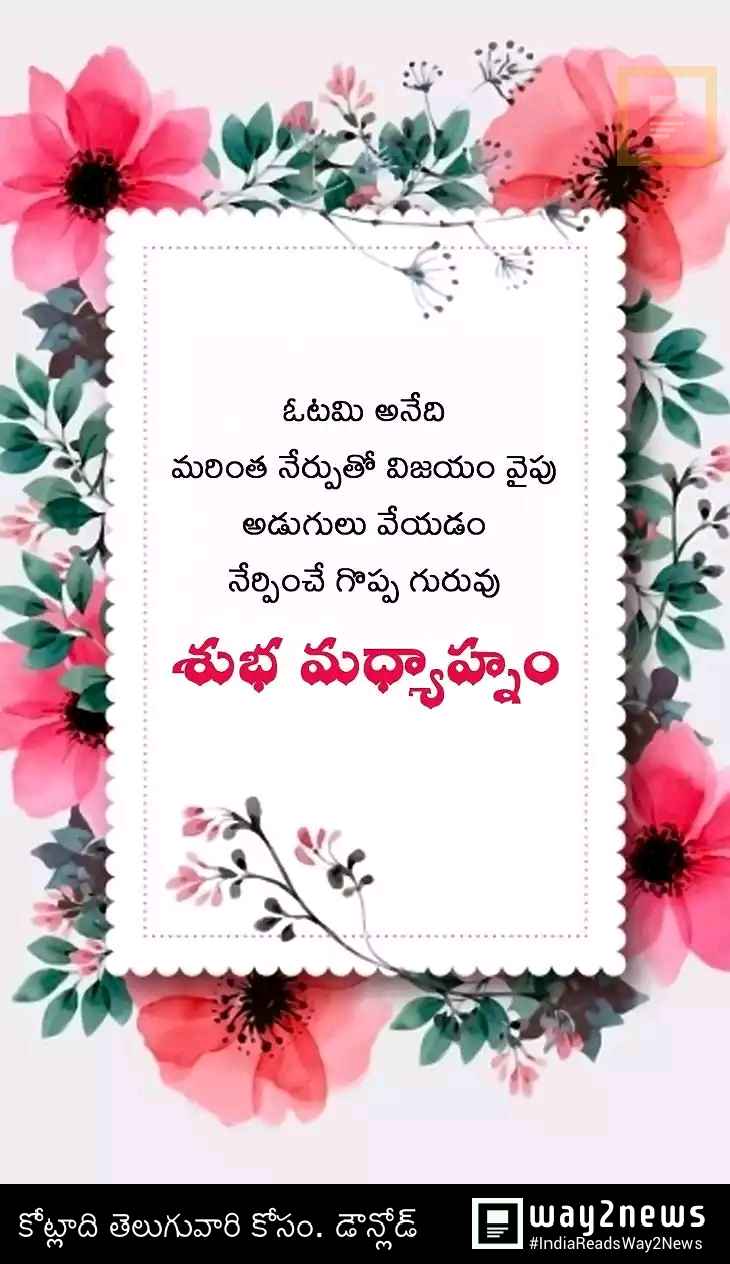 ఓటమి అనేది
మరింత నేర్పుతో విజయం వైపు
అడుగులు వేయడం
నేర్పించే గొప్ప గురువు
శుభ మధ్యాహ్నం
కోట్లాది తెలుగువారి కోసం. డౌన్లోడ్
way2news
#IndiaReadsWay2News